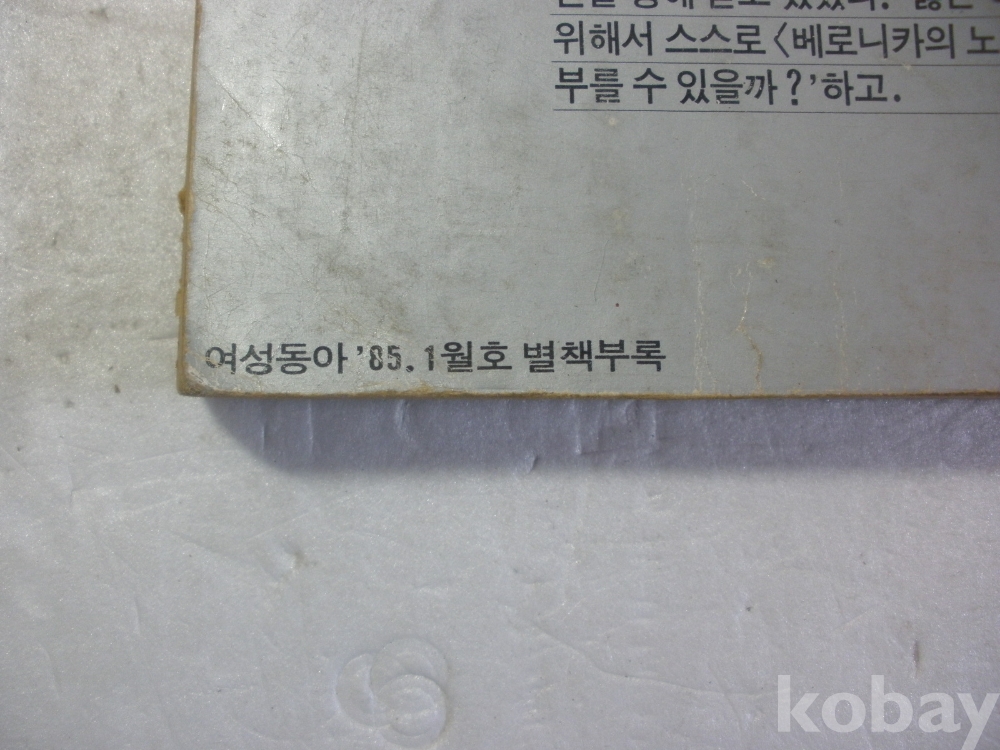 위해서 스스로 〈베로니카의 노
부를 수 있을까?’ 하고.
여성동아 ’85. 1월호 별책부록
kobay